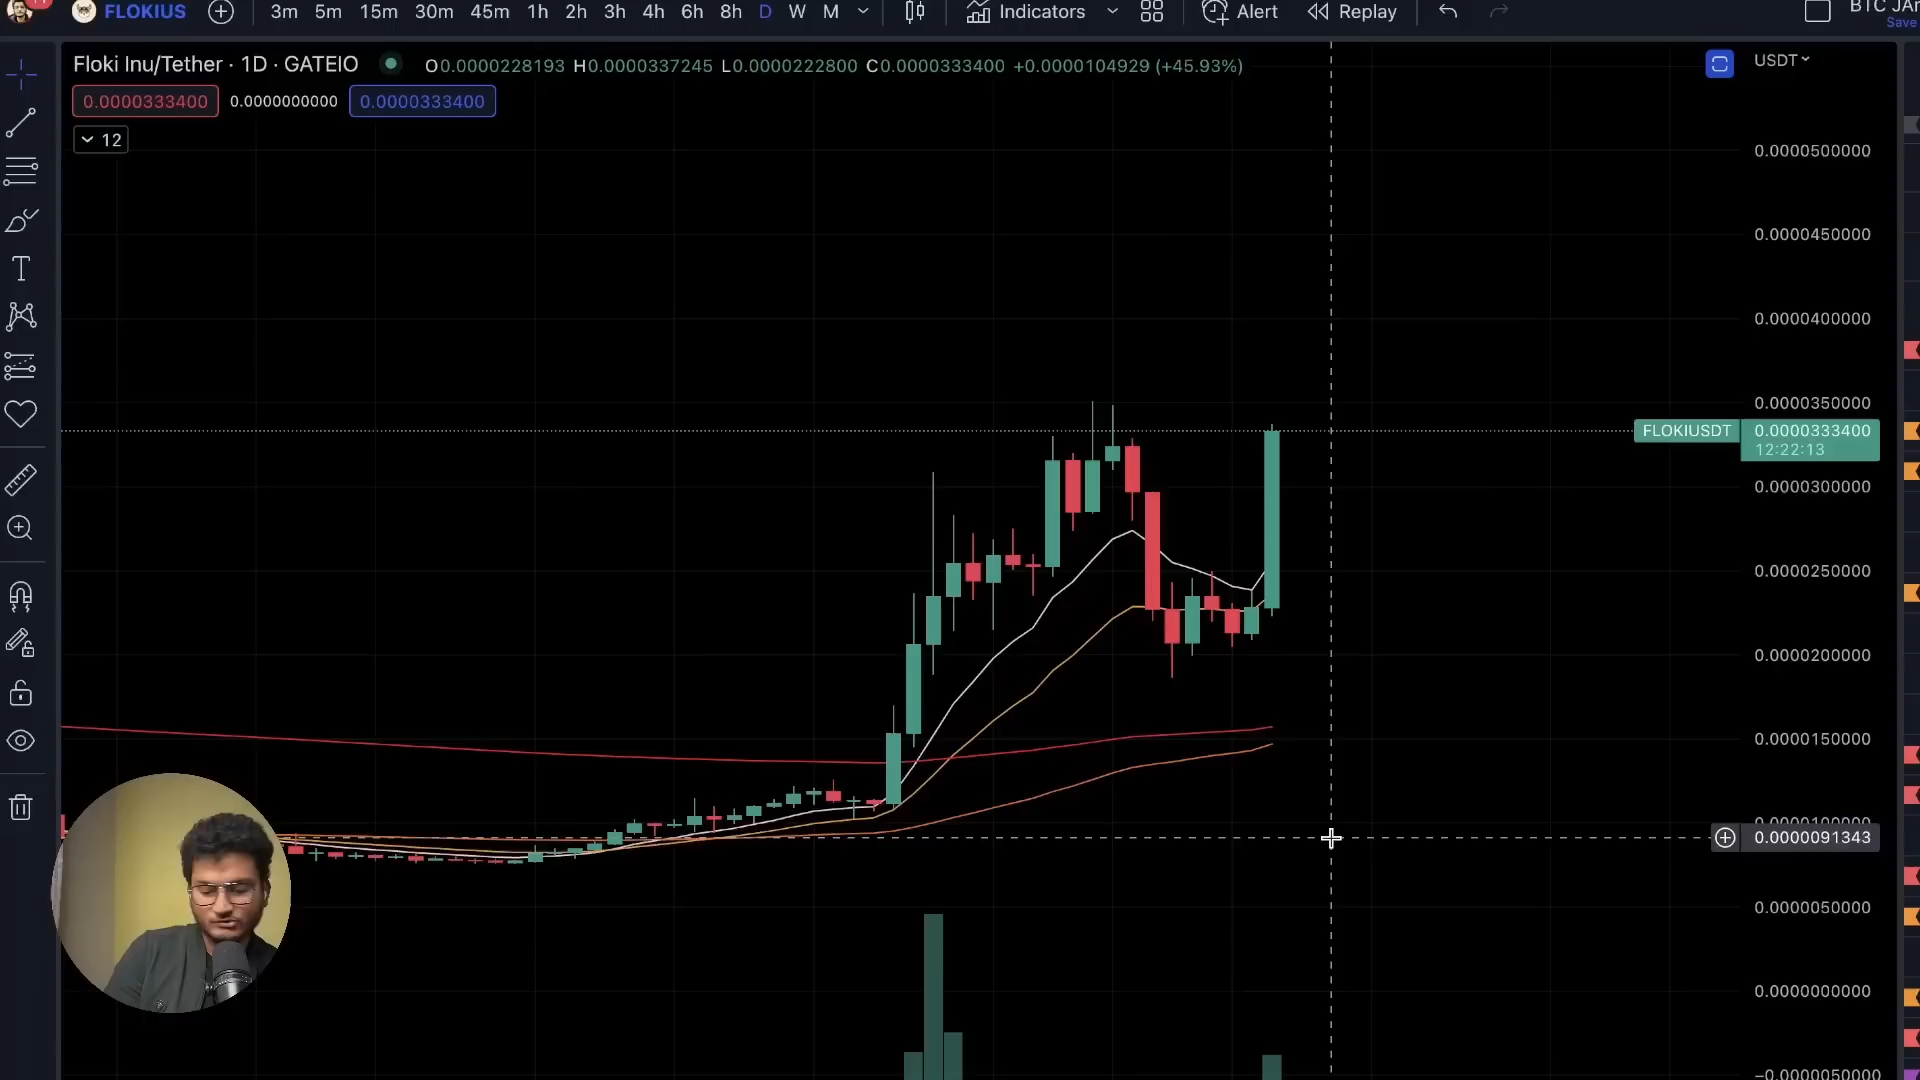 FLOKIUS 3m 5m 15m 30m 45m 1h 2h 3h 4h 6h 8h D W M Indicators Alert Replay
Save
Floki Inu/Tether · 1D · GATEIO O0.0000228193 H0.0000337245 L0.0000222800 C0.0000333400 +0.0000104929 (+45.93%)
USDT
0.0000333400 0.0000000000 0.0000333400
12
0.0000500000
0.0000450000
0.0000400000
0.0000350000
FLOKIUSDT 0.0000333400
12:22:13
0.0000300000
0.0000250000
0.0000200000
0.0000150000
0.0000091343
0.0000050000
0.0000000000
−0.0000050000